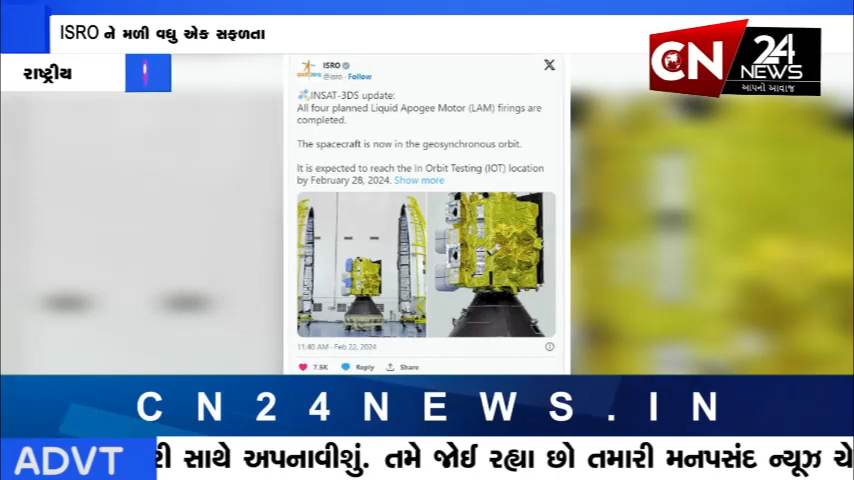 ISRO ને મળી વધુ એક સફળતા
રાષ્ટ્રીય
CN 24 NEWS
આપનો આવાજ
ISRO
@isro · Follow
INSAT-3DS update:
All four planned Liquid Apogee Motor (LAM) firings are
completed.
The spacecraft is now in the geosynchronous orbit.
It is expected to reach the In Orbit Testing (IOT) location
by February 28, 2024. Show more
11:40 AM · Feb 22, 2024
7.6K Reply Share
CN24NEWS.IN
ADVT
રી સાથે અપનાવીશું. તમે જોઈ રહ્યા છો તમારી મનપસંદ ન્યૂઝ ચે